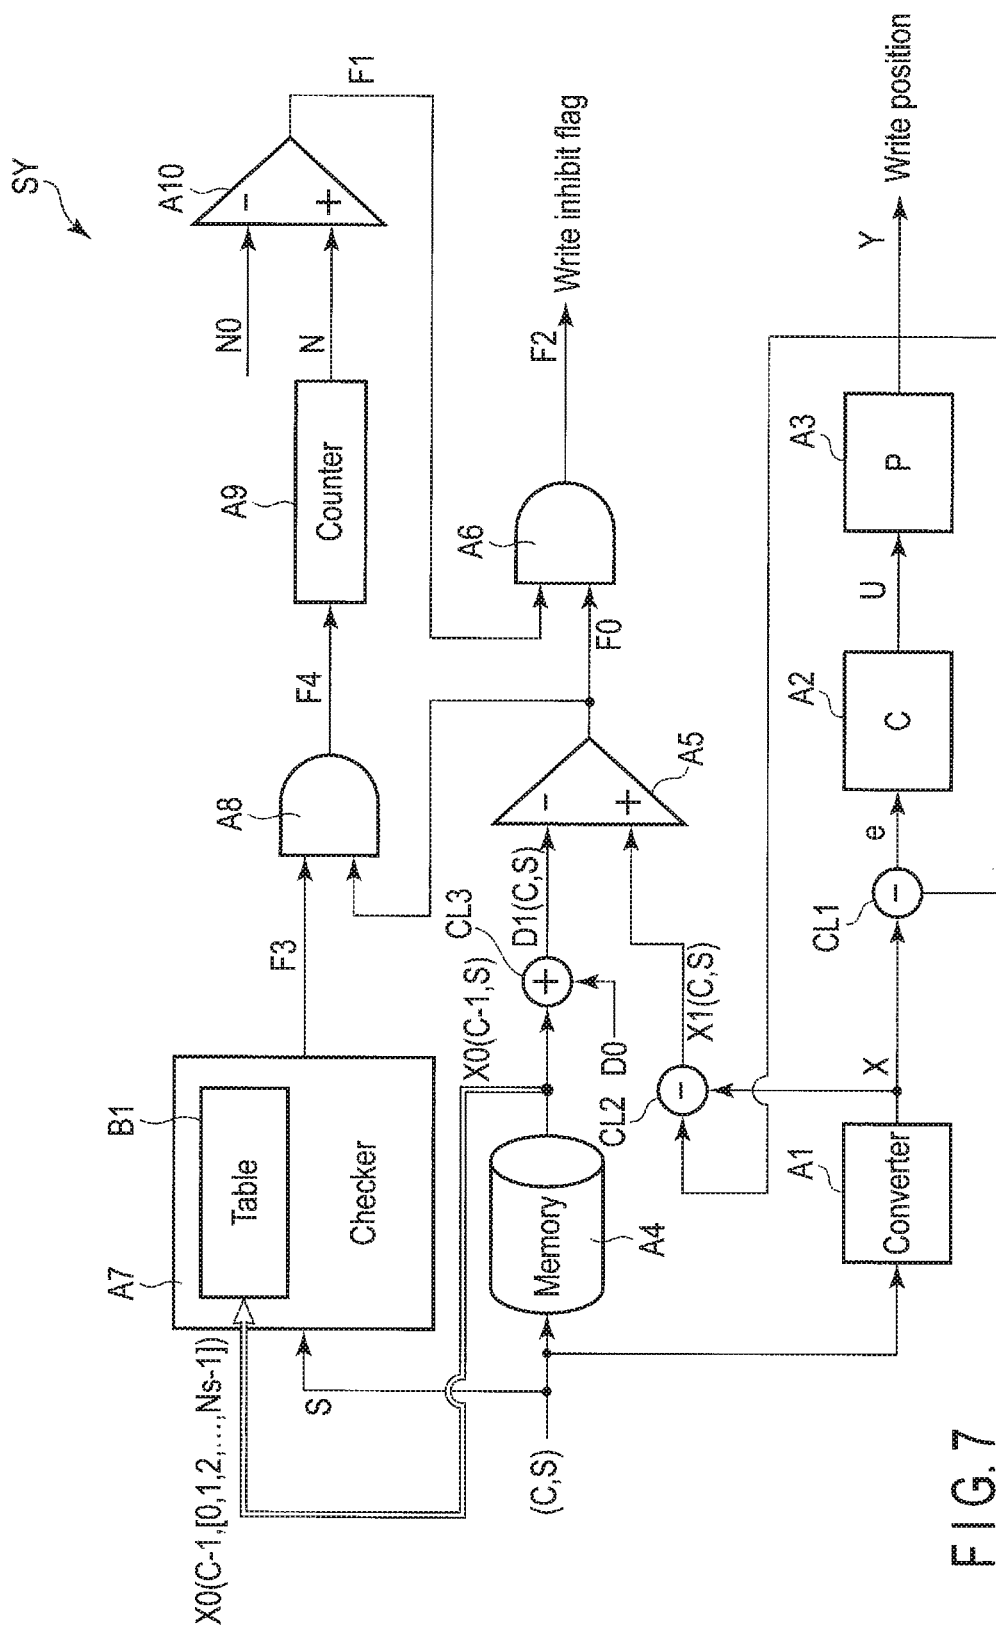 SY
X0(C-1,[0,1,2,...,Ns-1])
A7
B1
Table
Checker
F3
A8
F4
A9
Counter
N0
N
A10
-
+
F1
S
(C,S)
Memory
A4
X0(C-1,S)
CL3
+
D0
D1(C,S)
-
+
A5
F0
A6
F2
Write inhibit flag
CL2
-
X1(C,S)
A1
Converter
X
CL1
-
e
A2
C
U
A3
P
Y
Write position
FIG. 7